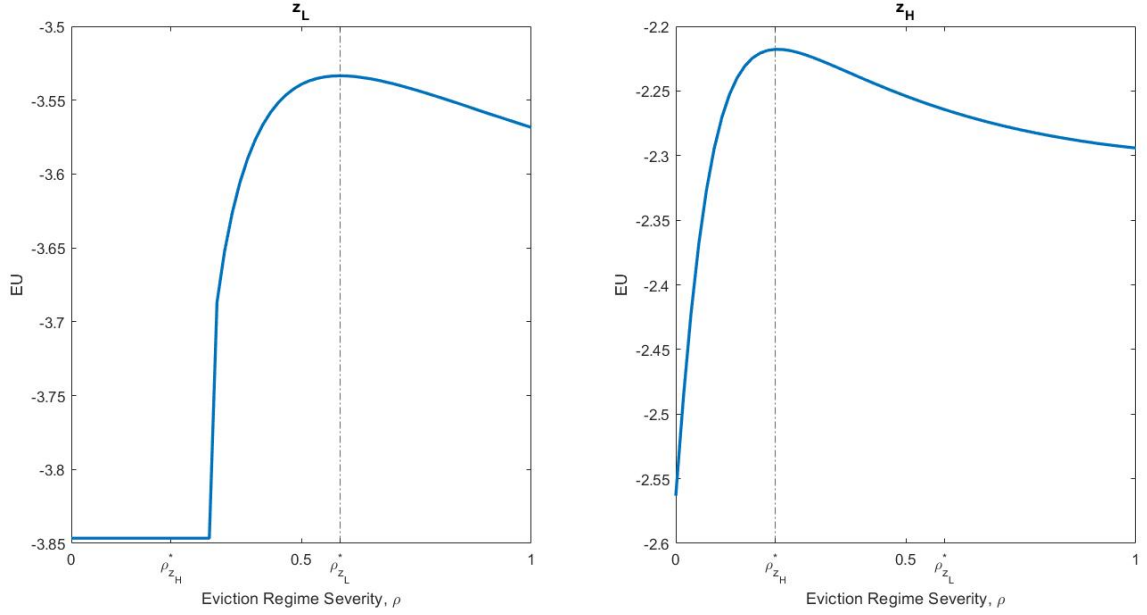 z_L
-3.5
-3.55
-3.6
-3.65
-3.7
-3.75
-3.8
-3.85
EU
0
ρ*_{z_H}
0.5
ρ*_{z_L}
1
Eviction Regime Severity, ρ
z_H
-2.2
-2.25
-2.3
-2.35
-2.4
-2.45
-2.5
-2.55
-2.6
EU
0
ρ*_{z_H}
0.5
ρ*_{z_L}
1
Eviction Regime Severity, ρ